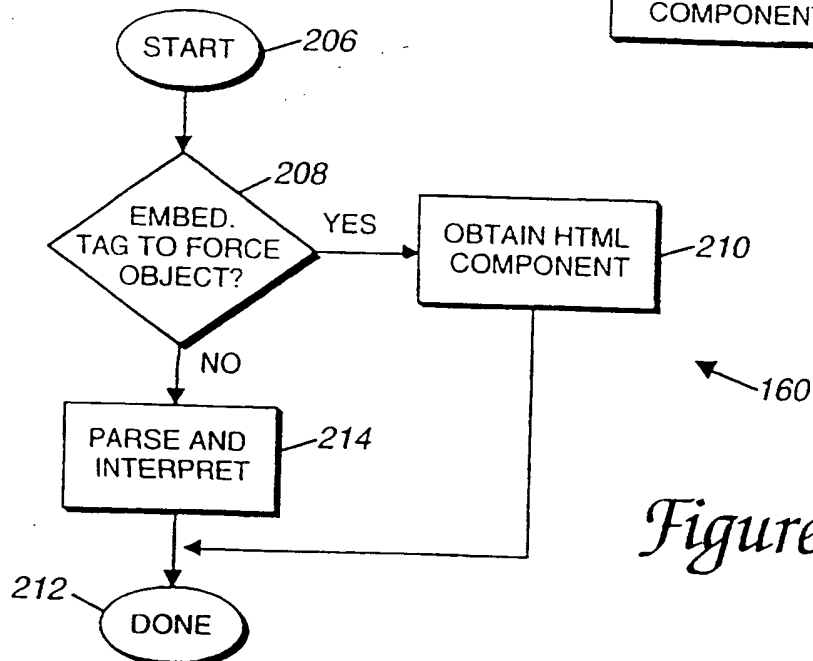 COMPONENT
START
206
208
EMBED.
TAG TO FORCE
OBJECT?
YES
OBTAIN HTML
COMPONENT
210
NO
160
PARSE AND
INTERPRET
214
Figure
212
DONE